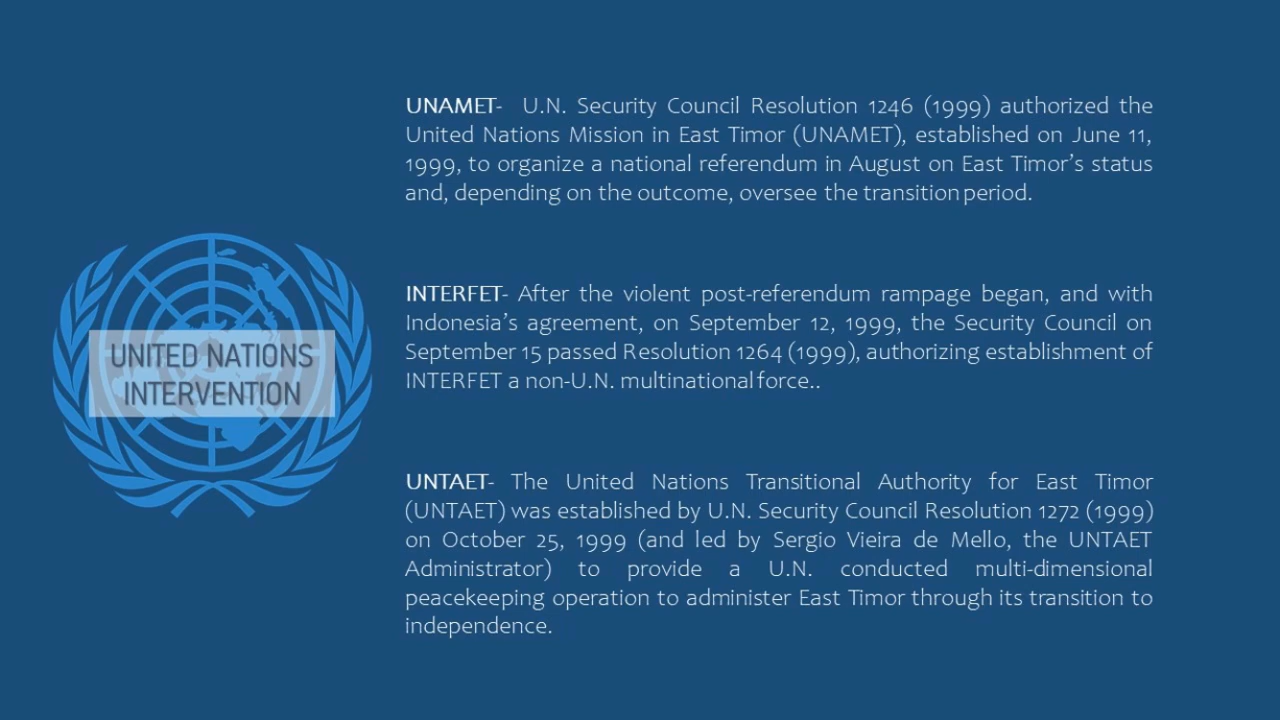 UNITED NATIONS
INTERVENTION
UNAMET- U.N. Security Council Resolution 1246 (1999) authorized the
United Nations Mission in East Timor (UNAMET), established on June 11,
1999, to organize a national referendum in August on East Timor’s status
and, depending on the outcome, oversee the transition period.
INTERFET- After the violent post-referendum rampage began, and with
Indonesia’s agreement, on September 12, 1999, the Security Council on
September 15 passed Resolution 1264 (1999), authorizing establishment of
INTERFET a non-U.N. multinational force..
UNTAET- The United Nations Transitional Authority for East Timor
(UNTAET) was established by U.N. Security Council Resolution 1272 (1999)
on October 25, 1999 (and led by Sergio Vieira de Mello, the UNTAET
Administrator) to provide a U.N. conducted multi-dimensional
peacekeeping operation to administer East Timor through its transition to
independence.